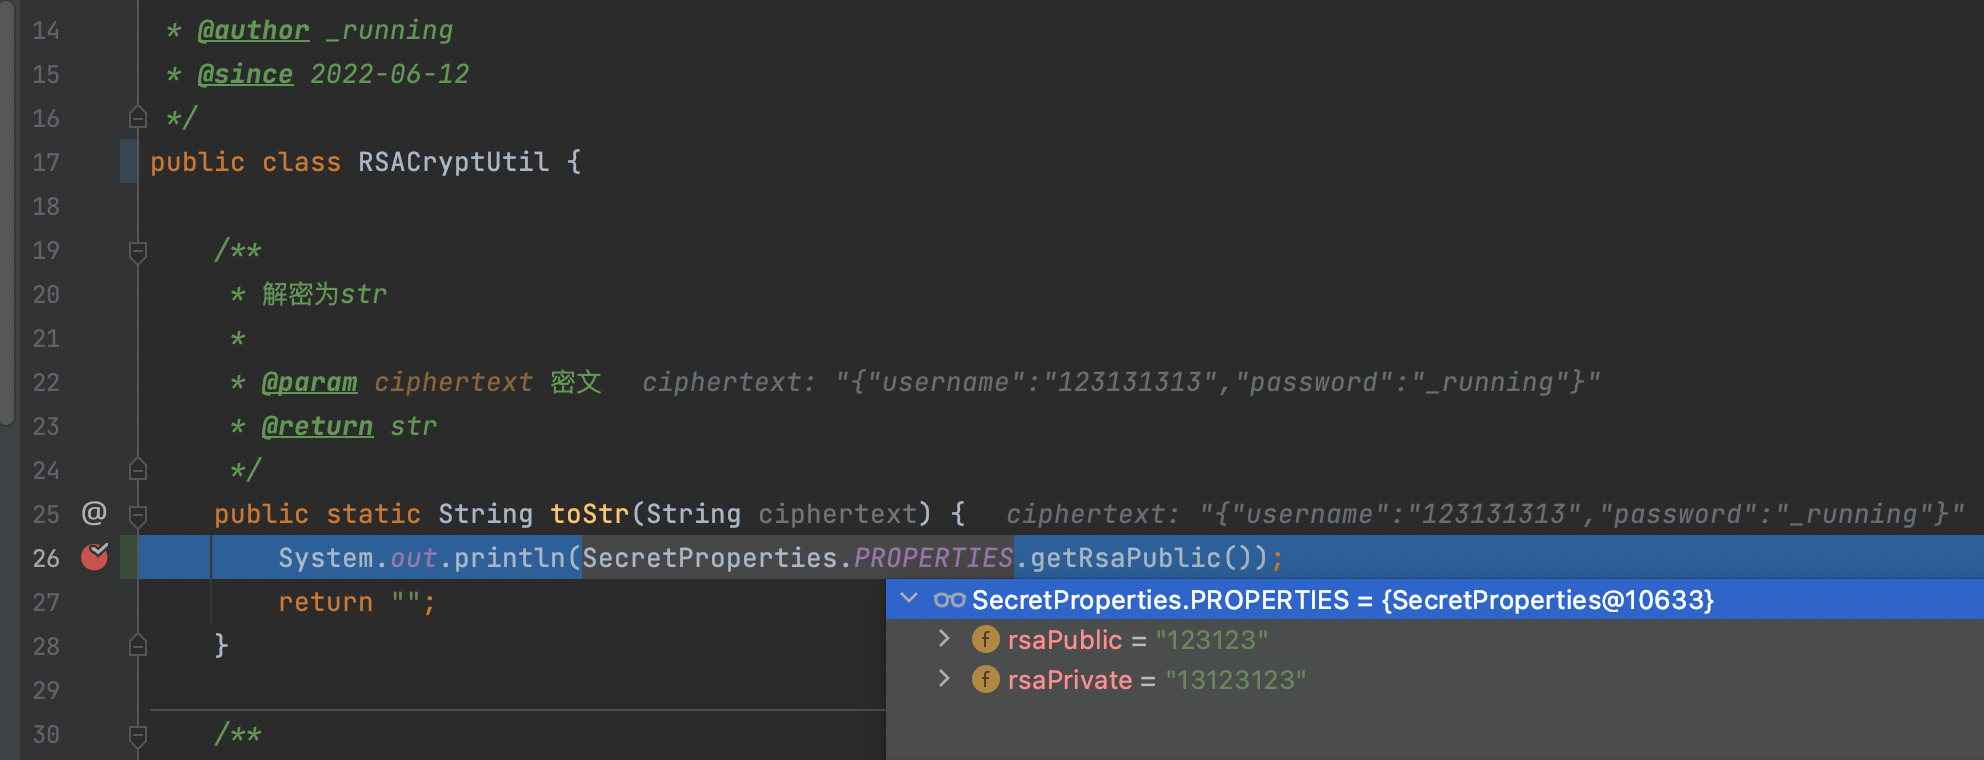 14 * @author _running
15 * @since 2022-06-12
16 */
17 public class RSACryptUtil {
18
19 /**
20 * 解密为str
21 *
22 * @param ciphertext 密文 ciphertext: "{"username":"123131313","password":"_running"}"
23 * @return str
24 */
25 @ public static String toStr(String ciphertext) { ciphertext: "{"username":"123131313","password":"_running"}"
26 System.out.println(SecretProperties.PROPERTIES.getRsaPublic());
27 return "";
SecretProperties.PROPERTIES = {SecretProperties@10633}
f rsaPublic = "123123"
28 }
f rsaPrivate = "13123123"
29
30 /**